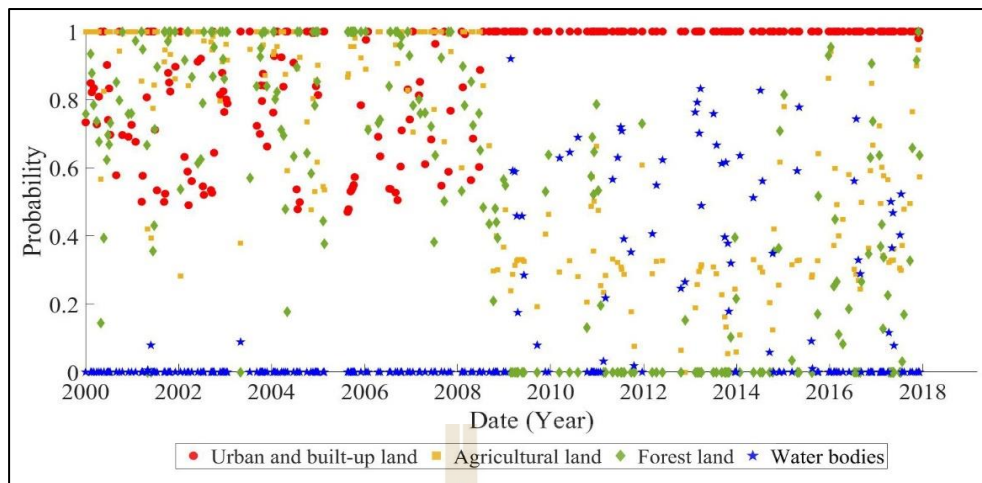 1
0.8
0.6
0.4
0.2
0
Probability
2000 2002 2004 2006 2008 2010 2012 2014 2016 2018
Date (Year)
Urban and built-up land Agricultural land Forest land Water bodies